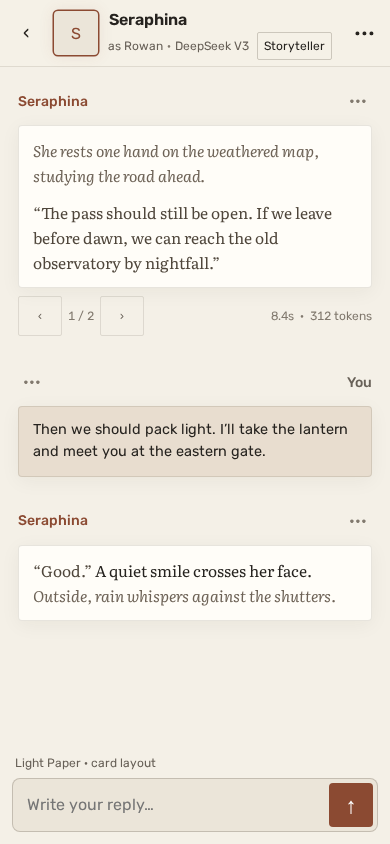 ‹
S
Seraphina
as Rowan • DeepSeek V3 Storyteller
•••
Seraphina •••
She rests one hand on the weathered map,
studying the road ahead.
“The pass should still be open. If we leave
before dawn, we can reach the old
observatory by nightfall.”
‹ 1 / 2 › 8.4s • 312 tokens
••• You
Then we should pack light. I’ll take the lantern
and meet you at the eastern gate.
Seraphina •••
“Good.” A quiet smile crosses her face.
Outside, rain whispers against the shutters.
Light Paper • card layout
Write your reply… ↑